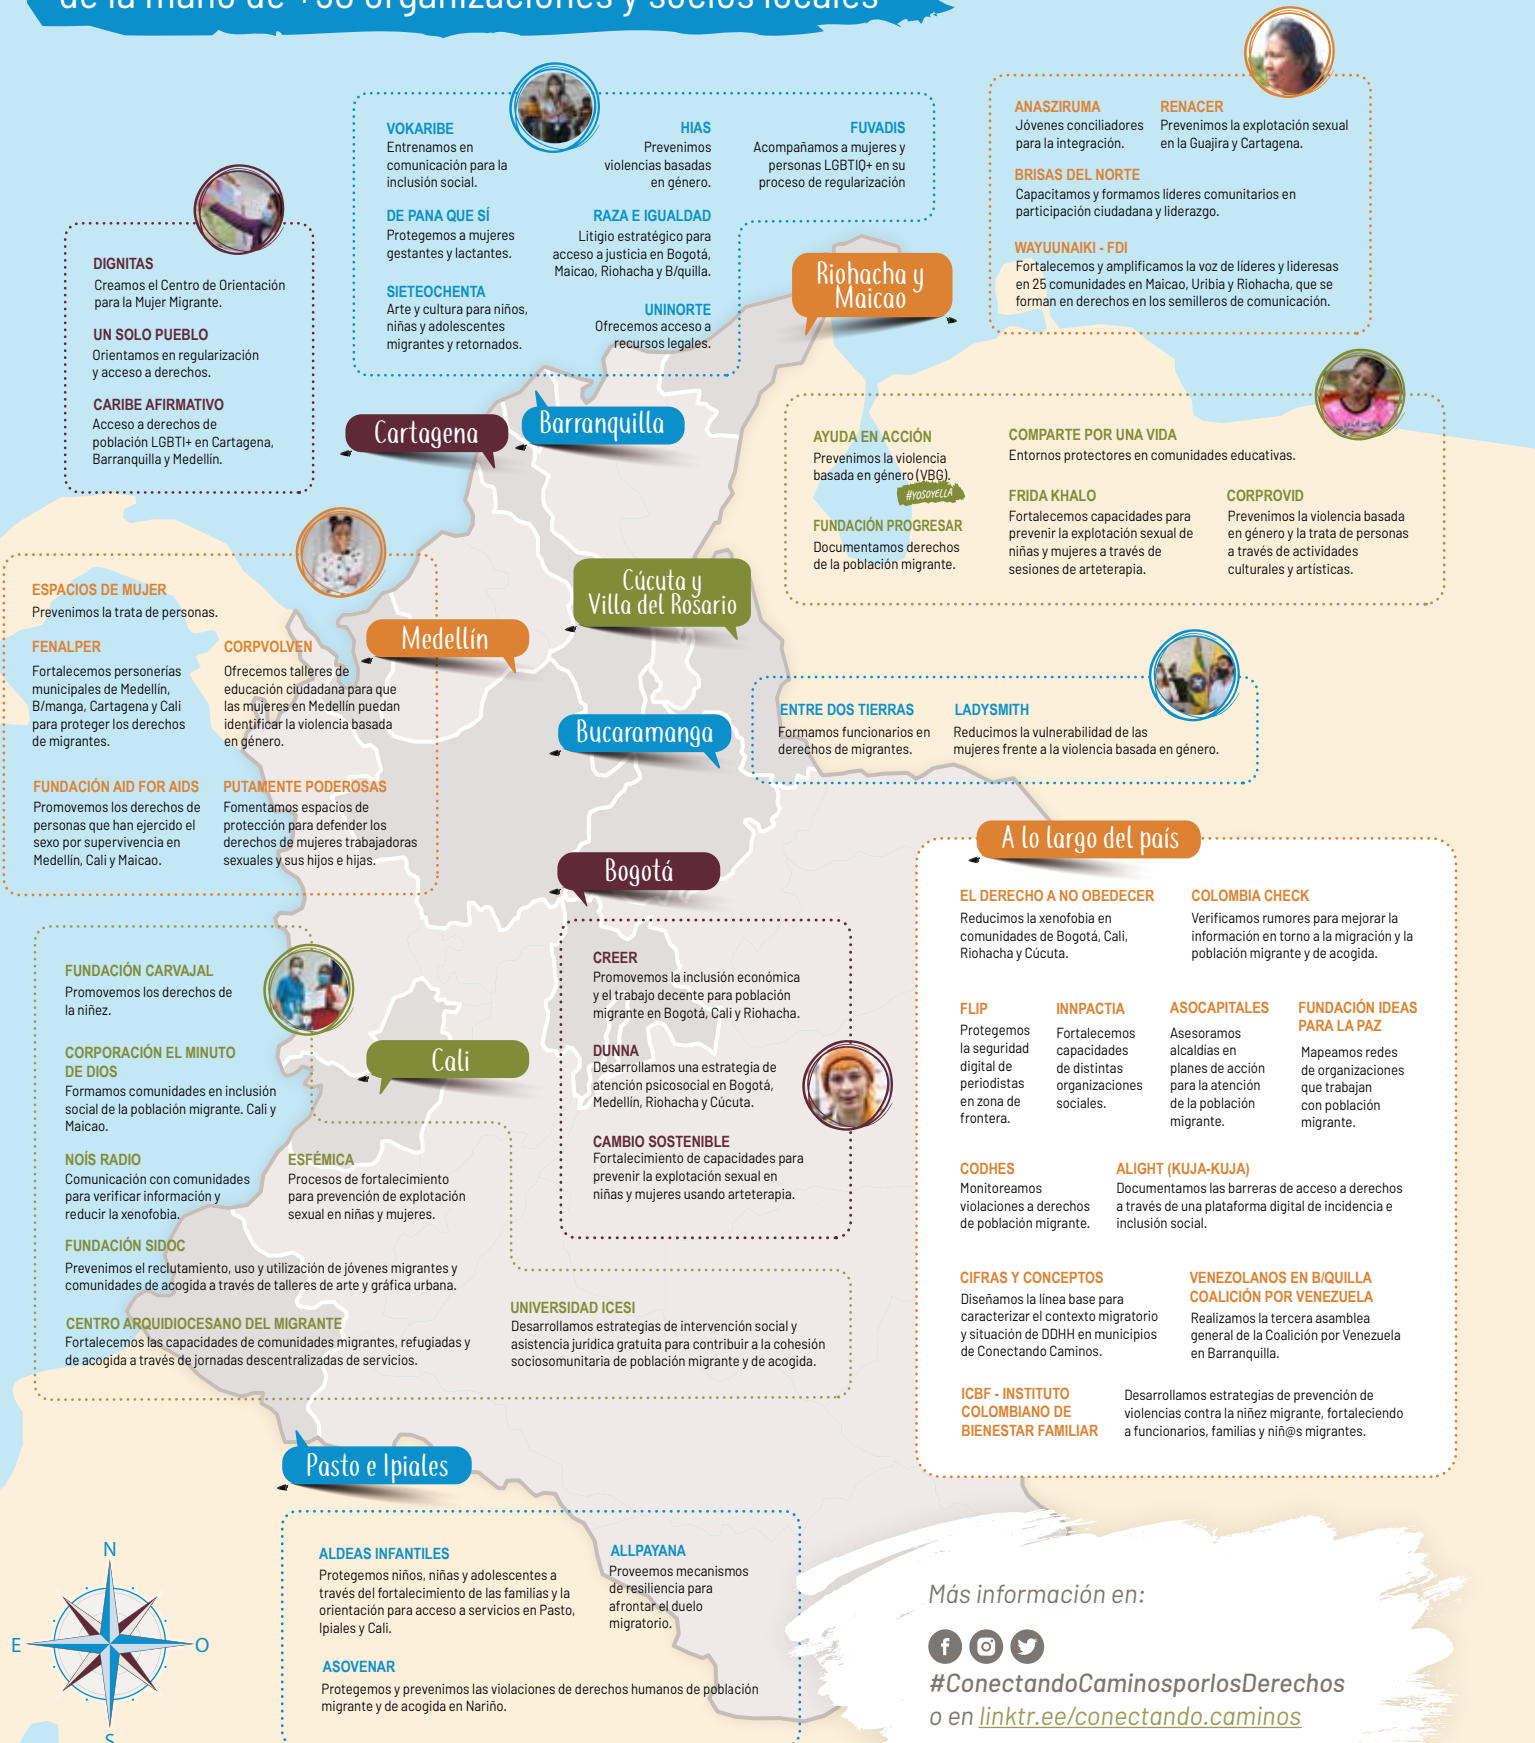 VOKARIBE
Entrenamos en
comunicación para la
inclusión social.
HIAS
Prevenimos
violencias basadas
en género.
FUVADIS
Acompañamos a mujeres y
personas LGBTIQ+ en su
proceso de regularización
DE PANA QUE SÍ
Protegemos a mujeres
gestantes y lactantes.
RAZA E IGUALDAD
Litigio estratégico para
acceso a justicia en Bogotá,
Maicao, Riohacha y B/quilla.
SIETEOCHENTA
Arte y cultura para niños,
niñas y adolescentes
migrantes y retornados.
UNINORTE
Ofrecemos acceso a
recursos legales.
ANASZIRUMA
Jóvenes conciliadores
para la integración.
RENACER
Prevenimos la explotación sexual
en la Guajira y Cartagena.
BRISAS DEL NORTE
Capacitamos y formamos líderes comunitarios en
participación ciudadana y liderazgo.
WAYUUNAIKI - FDI
Fortalecemos y amplificamos la voz de líderes y lideresas
en 25 comunidades en Maicao, Uribia y Riohacha, que se
forman en derechos en los semilleros de comunicación.
Riohacha y
Maicao
DIGNITAS
Creamos el Centro de Orientación
para la Mujer Migrante.
UN SOLO PUEBLO
Orientamos en regularización
y acceso a derechos.
CARIBE AFIRMATIVO
Acceso a derechos de
población LGBTI+ en Cartagena,
Barranquilla y Medellín.
Cartagena
Barranquilla
AYUDA EN ACCIÓN
Prevenimos la violencia
basada en género (VBG).
#YOSOYELLA
COMPARTE POR UNA VIDA
Entornos protectores en comunidades educativas.
FUNDACIÓN PROGRESAR
Documentamos derechos
de la población migrante.
FRIDA KHALO
Fortalecemos capacidades para
prevenir la explotación sexual de
niñas y mujeres a través de
sesiones de arteterapia.
CORPROVID
Prevenimos la violencia basada
en género y la trata de personas
a través de actividades
culturales y artísticas.
Cúcuta y
Villa del Rosario
Medellín
ESPACIOS DE MUJER
Prevenimos la trata de personas.
FENALPER
Fortalecemos personerías
municipales de Medellín,
B/manga, Cartagena y Cali
para proteger los derechos
de migrantes.
CORPVOLVEN
Ofrecemos talleres de
educación ciudadana para que
las mujeres en Medellín puedan
identificar la violencia basada
en género.
FUNDACIÓN AID FOR AIDS
Promovemos los derechos de
personas que han ejercido el
sexo por supervivencia en
Medellín, Cali y Maicao.
PUTAMENTE PODEROSAS
Fomentamos espacios de
protección para defender los
derechos de mujeres trabajadoras
sexuales y sus hijos e hijas.
Bucaramanga
ENTRE DOS TIERRAS
Formamos funcionarios en
derechos de migrantes.
LADYSMITH
Reducimos la vulnerabilidad de las
mujeres frente a la violencia basada en género.
Bogotá
CREER
Promovemos la inclusión económica
y el trabajo decente para población
migrante en Bogotá, Cali y Riohacha.
DUNNA
Desarrollamos una estrategia de
atención psicosocial en Bogotá,
Medellín, Riohacha y Cúcuta.
CAMBIO SOSTENIBLE
Fortalecimiento de capacidades para
prevenir la explotación sexual en
niñas y mujeres usando arteterapia.
A lo largo del país
EL DERECHO A NO OBEDECER
Reducimos la xenofobia en
comunidades de Bogotá, Cali,
Riohacha y Cúcuta.
COLOMBIA CHECK
Verificamos rumores para mejorar la
información en torno a la migración y la
población migrante y de acogida.
FLIP
Protegemos
la seguridad
digital de
periodistas
en zona de
frontera.
INNPACTIA
Fortalecemos
capacidades
de distintas
organizaciones
sociales.
ASOCAPITALES
Asesoramos
alcaldías en
planes de acción
para la atención
de la población
migrante.
FUNDACIÓN IDEAS
PARA LA PAZ
Mapeamos redes
de organizaciones
que trabajan
con población
migrante.
CODHES
Monitoreamos
violaciones a derechos
de población migrante.
ALIGHT (KUJA-KUJA)
Documentamos las barreras de acceso a derechos
a través de una plataforma digital de incidencia e
inclusión social.
CIFRAS Y CONCEPTOS
Diseñamos la línea base para
caracterizar el contexto migratorio
y situación de DDHH en municipios
de Conectando Caminos.
VENEZOLANOS EN B/QUILLA
COALICIÓN POR VENEZUELA
Realizamos la tercera asamblea
general de la Coalición por Venezuela
en Barranquilla.
ICBF - INSTITUTO
COLOMBIANO DE
BIENESTAR FAMILIAR
Desarrollamos estrategias de prevención de
violencias contra la niñez migrante, fortaleciendo
a funcionarios, familias y niñ@s migrantes.
Cali
FUNDACIÓN CARVAJAL
Promovemos los derechos de
la niñez.
CORPORACIÓN EL MINUTO
DE DIOS
Formamos comunidades en inclusión
social de la población migrante. Cali y
Maicao.
NOÍS RADIO
Comunicación con comunidades
para verificar información y
reducir la xenofobia.
ESFÉMICA
Procesos de fortalecimiento
para prevención de explotación
sexual en niñas y mujeres.
FUNDACIÓN SIDOC
Prevenimos el reclutamiento, uso y utilización de jóvenes migrantes y
comunidades de acogida a través de talleres de arte y gráfica urbana.
CENTRO ARQUIDIOCESANO DEL MIGRANTE
Fortalecemos las capacidades de comunidades migrantes, refugiadas y
de acogida a través de jornadas descentralizadas de servicios.
UNIVERSIDAD ICESI
Desarrollamos estrategias de intervención social y
asistencia jurídica gratuita para contribuir a la cohesión
sociosomunitaria de población migrante y de acogida.
Pasto e Ipiales
ALDEAS INFANTILES
Protegemos niños, niñas y adolescentes a
través del fortalecimiento de las familias y la
orientación para acceso a servicios en Pasto,
Ipiales y Cali.
ALLPAYANA
Proveemos mecanismos
de resiliencia para
afrontar el duelo
migratorio.
ASOVENAR
Protegemos y prevenimos las violaciones de derechos humanos de población
migrante y de acogida en Nariño.
N
E
O
S
Más información en:
#ConectandoCaminosporlosDerechos
o en linktr.ee/conectando.caminos